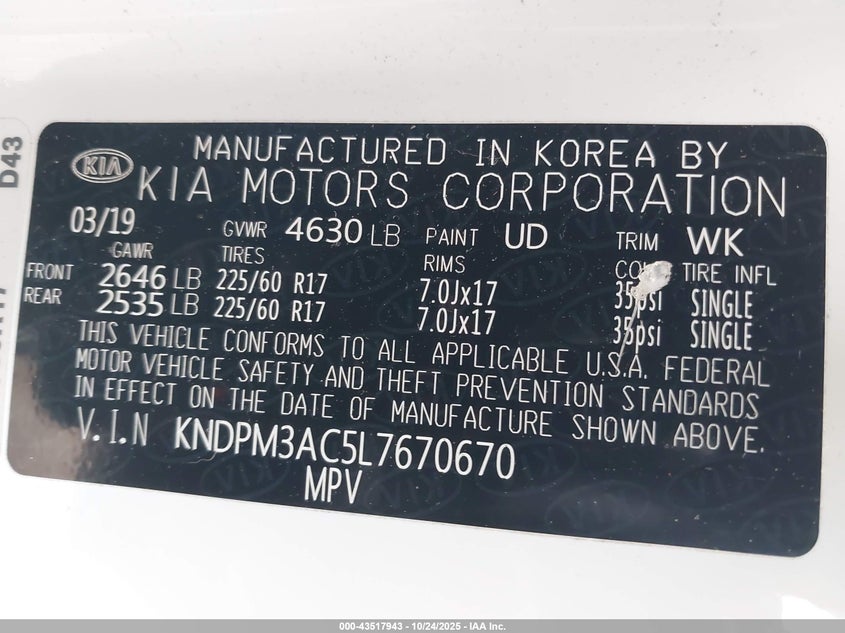 D43
KIA
MANUFACTURED IN KOREA BY
KIA MOTORS CORPORATION
03/19 GVWR 4630 LB PAINT UD TRIM WK
GAWR TIRES RIMS COLD TIRE INFL
FRONT 2646 LB 225/60 R17 7.0Jx17 35psi SINGLE
REAR 2535 LB 225/60 R17 7.0Jx17 35psi SINGLE
THIS VEHICLE CONFORMS TO ALL APPLICABLE U.S.A. FEDERAL
MOTOR VEHICLE SAFETY AND THEFT PREVENTION STANDARDS
IN EFFECT ON THE DATE OF MANUFACTURE SHOWN ABOVE.
V.I.N KNDPM3AC5L7670670
MPV
000-43517943 | 10/24/2025 - IAA Inc.